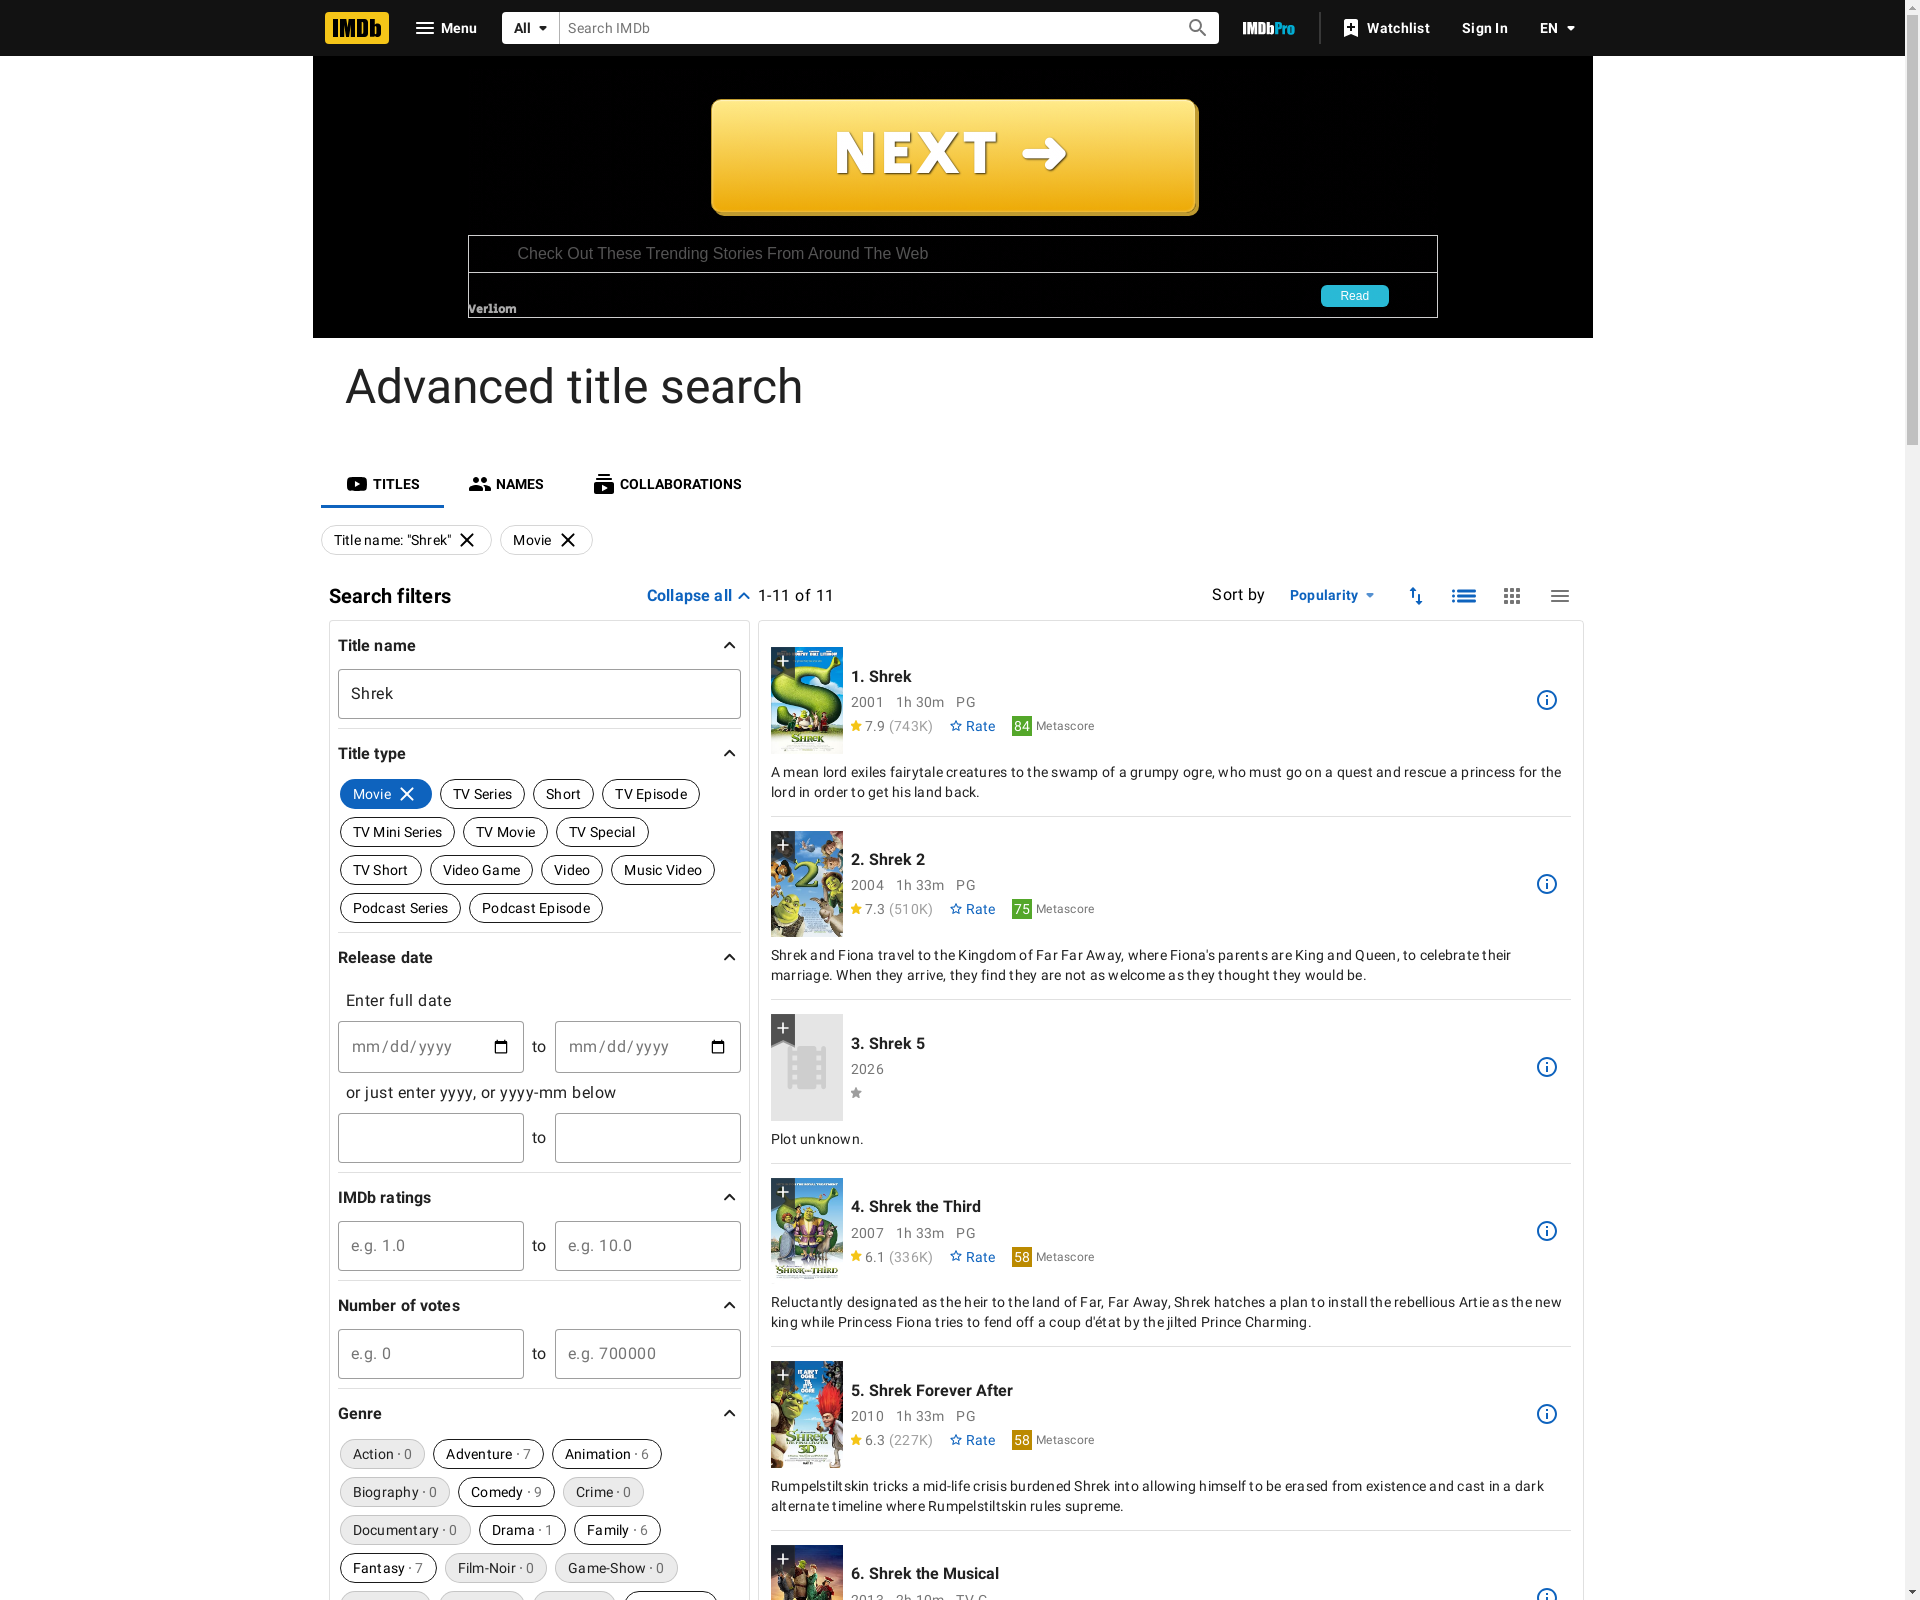 IMDb Menu All Search IMDb IMDbPro Watchlist Sign In EN
NEXT ➜
Check Out These Trending Stories From Around The Web
Read
Verliom
Advanced title search
TITLES NAMES COLLABORATIONS
Title name: "Shrek" Movie
Search filters Collapse all 1-11 of 11 Sort by Popularity
Title name
Shrek
Title type
Movie TV Series Short TV Episode
TV Mini Series TV Movie TV Special
TV Short Video Game Video Music Video
Podcast Series Podcast Episode
Release date
Enter full date
mm/dd/yyyy to mm/dd/yyyy
or just enter yyyy, or yyyy-mm below
to
IMDb ratings
e.g. 1.0 to e.g. 10.0
Number of votes
e.g. 0 to e.g. 700000
Genre
Action · 0 Adventure · 7 Animation · 6
Biography · 0 Comedy · 9 Crime · 0
Documentary · 0 Drama · 1 Family · 6
Fantasy · 7 Film-Noir · 0 Game-Show · 0
SHREK
1. Shrek
2001 1h 30m PG
7.9 (743K) Rate 84 Metascore
A mean lord exiles fairytale creatures to the swamp of a grumpy ogre, who must go on a quest and rescue a princess for the
lord in order to get his land back.
2
2. Shrek 2
2004 1h 33m PG
7.3 (510K) Rate 75 Metascore
Shrek and Fiona travel to the Kingdom of Far Far Away, where Fiona's parents are King and Queen, to celebrate their
marriage. When they arrive, they find they are not as welcome as they thought they would be.
3. Shrek 5
2026
Plot unknown.
SHREK THE THIRD
4. Shrek the Third
2007 1h 33m PG
6.1 (336K) Rate 58 Metascore
Reluctantly designated as the heir to the land of Far, Far Away, Shrek hatches a plan to install the rebellious Artie as the new
king while Princess Fiona tries to fend off a coup d'état by the jilted Prince Charming.
IT AIN'T
OGRE
SHREK
3D
5. Shrek Forever After
2010 1h 33m PG
6.3 (227K) Rate 58 Metascore
Rumpelstiltskin tricks a mid-life crisis burdened Shrek into allowing himself to be erased from existence and cast in a dark
alternate timeline where Rumpelstiltskin rules supreme.
6. Shrek the Musical
2013 2h 10m TV-G